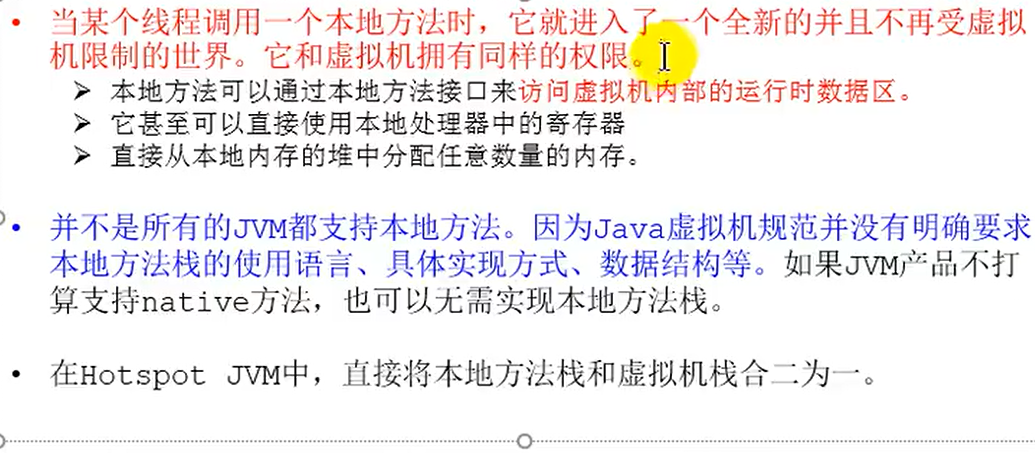 • 当某个线程调用一个本地方法时，它就进入了一个全新的并且不再受虚拟
机限制的世界。它和虚拟机拥有同样的权限。
➢ 本地方法可以通过本地方法接口来访问虚拟机内部的运行时数据区。
➢ 它甚至可以直接使用本地处理器中的寄存器
➢ 直接从本地内存的堆中分配任意数量的内存。
• 并不是所有的JVM都支持本地方法。因为Java虚拟机规范并没有明确要求
本地方法栈的使用语言、具体实现方式、数据结构等。如果JVM产品不打
算支持native方法，也可以无需实现本地方法栈。
• 在Hotspot JVM中，直接将本地方法栈和虚拟机栈合二为一。